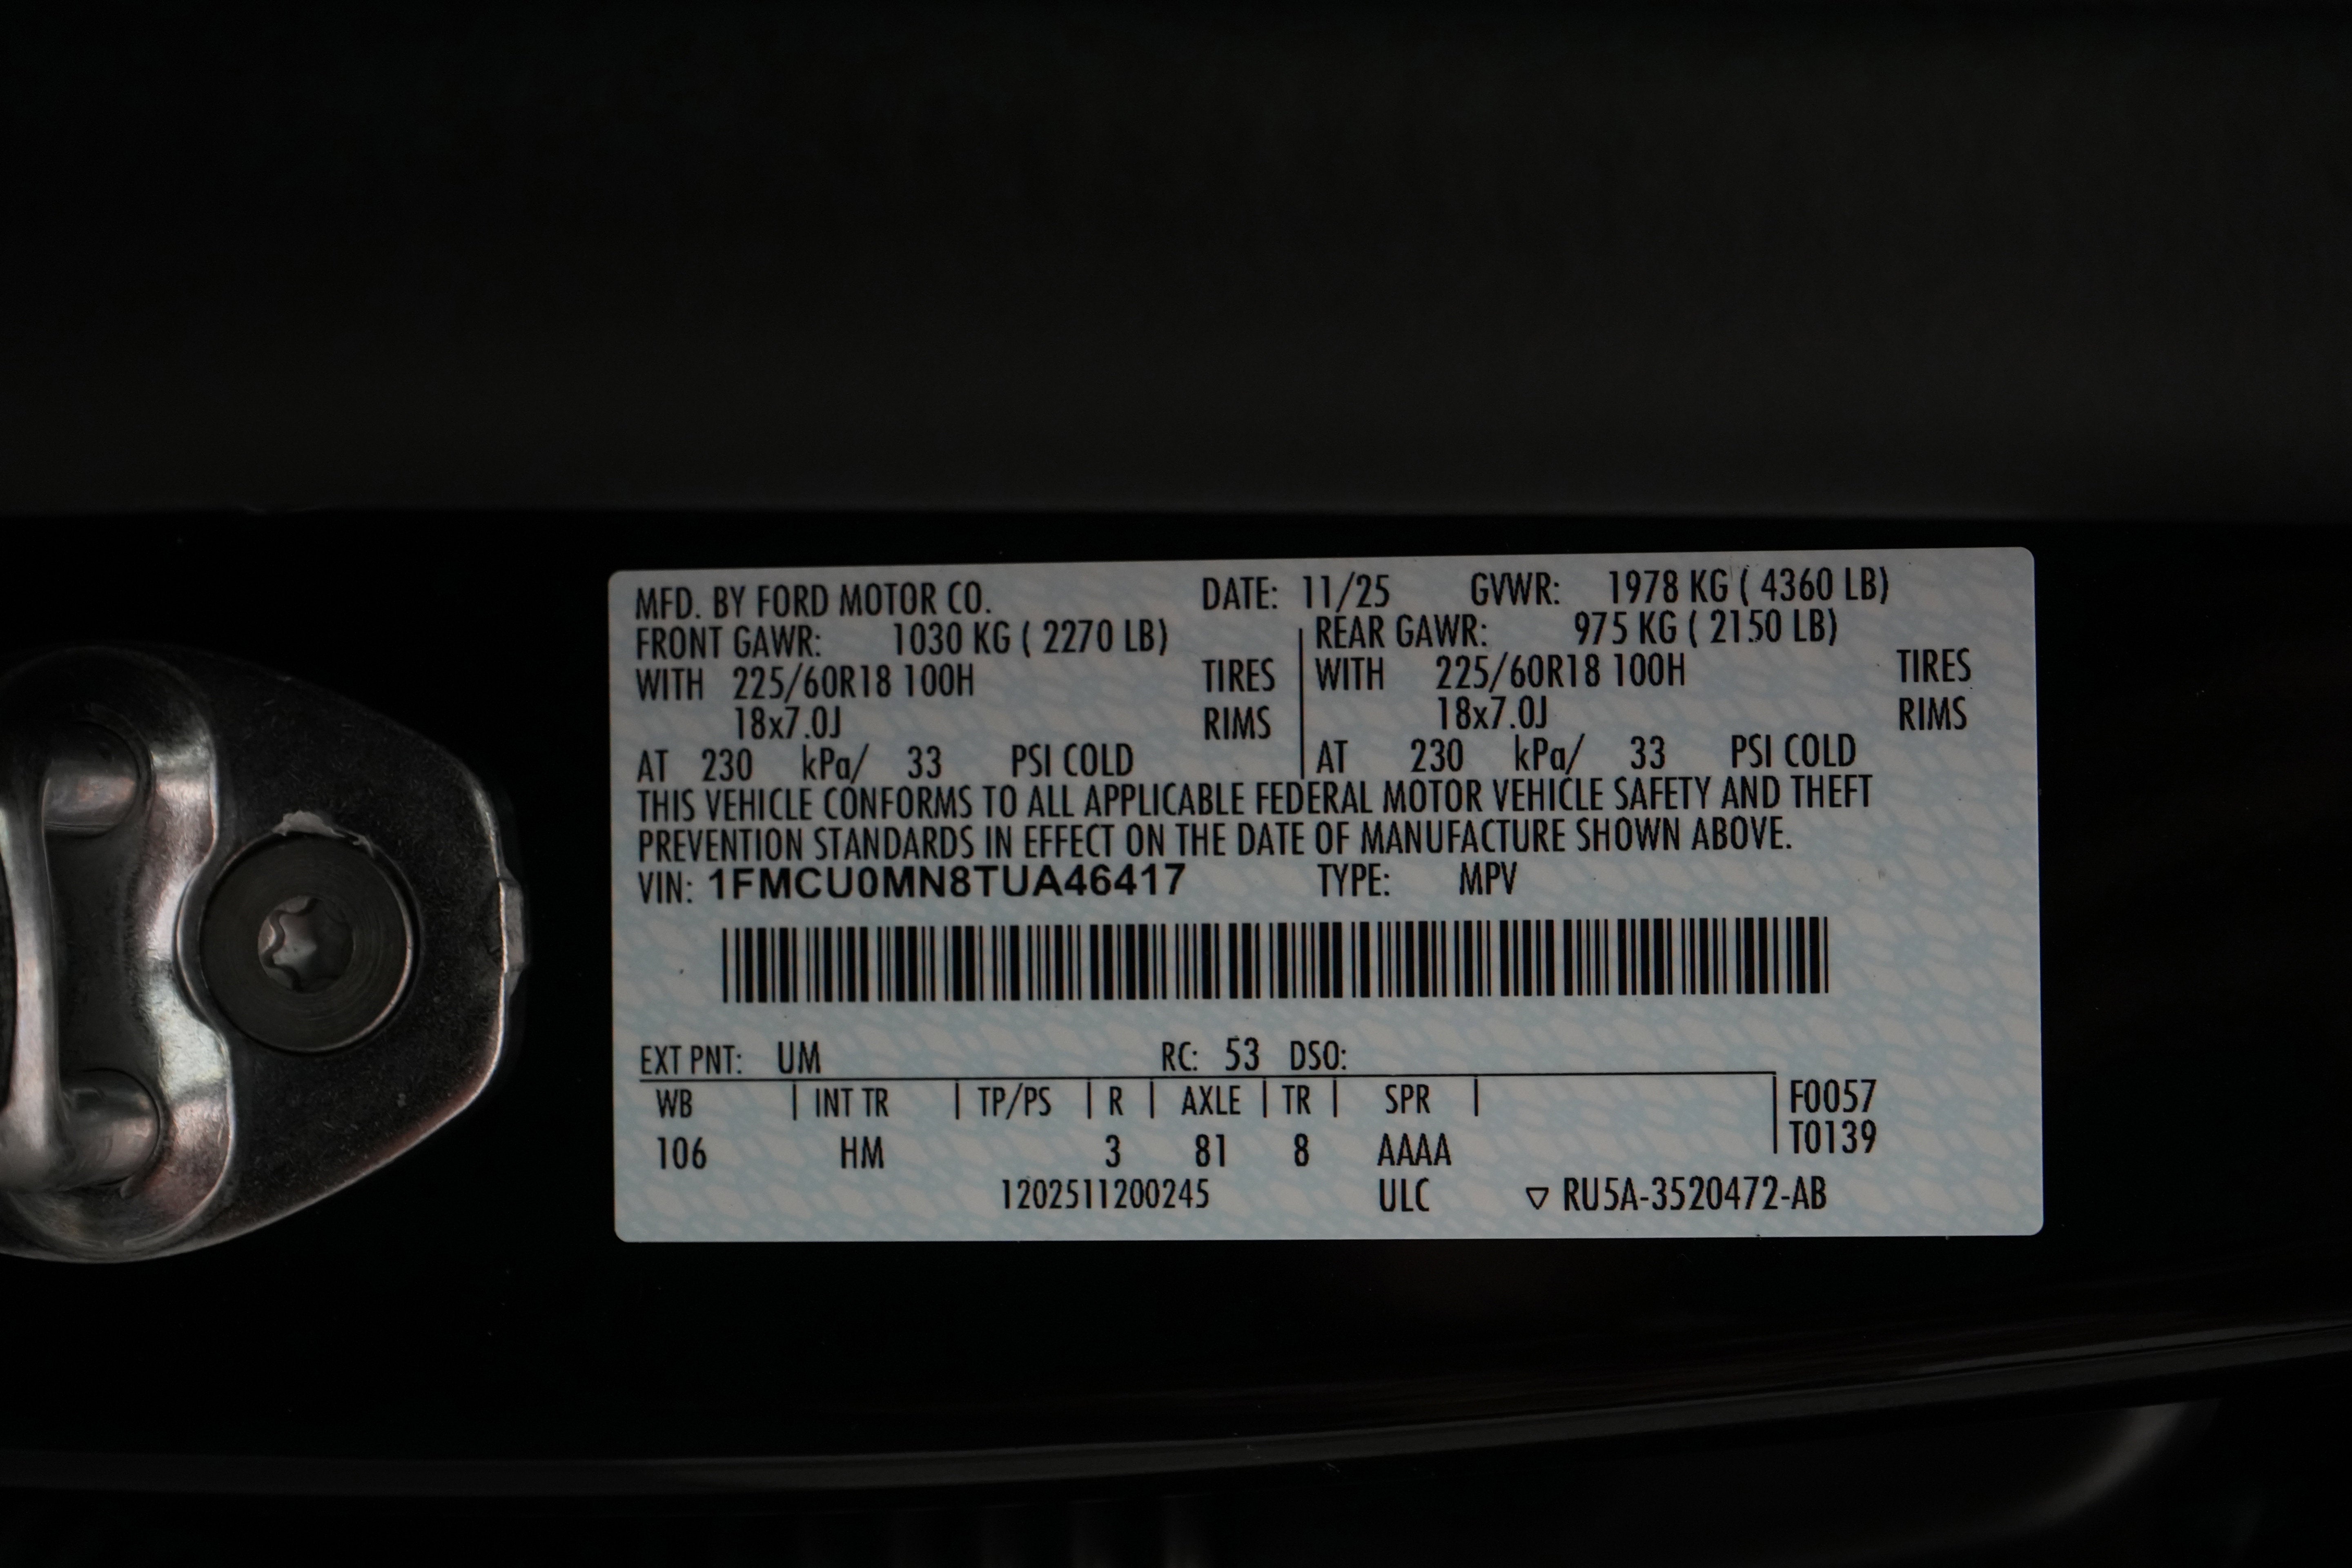 MFD. BY FORD MOTOR CO. DATE: 11/25 GVWR: 1978 KG ( 4360 LB)
FRONT GAWR: 1030 KG ( 2270 LB) REAR GAWR: 975 KG ( 2150 LB)
WITH 225/60R18 100H TIRES WITH 225/60R18 100H TIRES
18x7.0J RIMS 18x7.0J RIMS
AT 230 kPa/ 33 PSI COLD AT 230 kPa/ 33 PSI COLD
THIS VEHICLE CONFORMS TO ALL APPLICABLE FEDERAL MOTOR VEHICLE SAFETY AND THEFT
PREVENTION STANDARDS IN EFFECT ON THE DATE OF MANUFACTURE SHOWN ABOVE.
VIN: 1FMCU0MN8TUA46417 TYPE: MPV
EXT PNT: UM RC: 53 DSO:
WB INT TR TP/PS R AXLE TR SPR F0057
T0139
106 HM 3 81 8 AAAA
1202511200245 ULC ▽ RU5A-3520472-AB